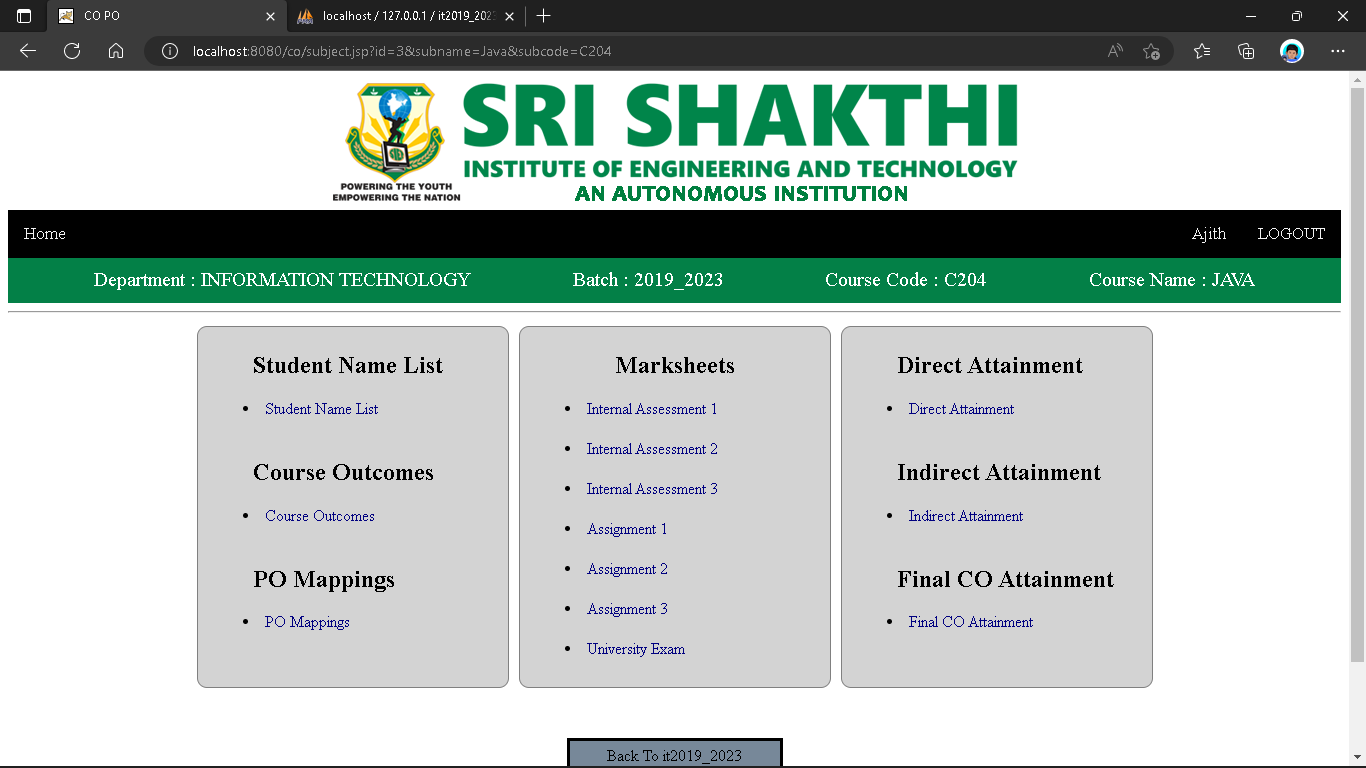 CO PO
localhost / 127.0.0.1 / it2019_202
localhost:8080/co/subject.jsp?id=3&subname=Java&subcode=C204
SRI SHAKTHI
INSTITUTE OF ENGINEERING AND TECHNOLOGY
AN AUTONOMOUS INSTITUTION
POWERING THE YOUTH
EMPOWERING THE NATION
Home
Ajith
LOGOUT
Department : INFORMATION TECHNOLOGY
Batch : 2019_2023
Course Code : C204
Course Name : JAVA
Student Name List
• Student Name List
Course Outcomes
• Course Outcomes
PO Mappings
• PO Mappings
Marksheets
• Internal Assessment 1
• Internal Assessment 2
• Internal Assessment 3
• Assignment 1
• Assignment 2
• Assignment 3
• University Exam
Direct Attainment
• Direct Attainment
Indirect Attainment
• Indirect Attainment
Final CO Attainment
• Final CO Attainment
Back To it2019_2023